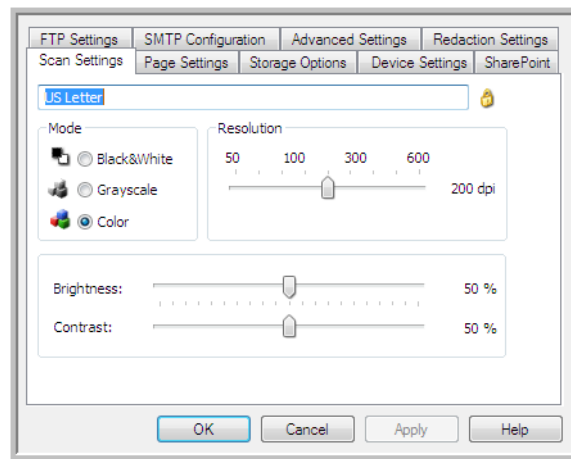 FTP Settings SMTP Configuration Advanced Settings Redaction Settings
Scan Settings Page Settings Storage Options Device Settings SharePoint
US Letter
Mode Resolution
Black&White 50 100 300 600
Grayscale 200 dpi
Color
Brightness: 50 %
Contrast: 50 %
OK Cancel Apply Help